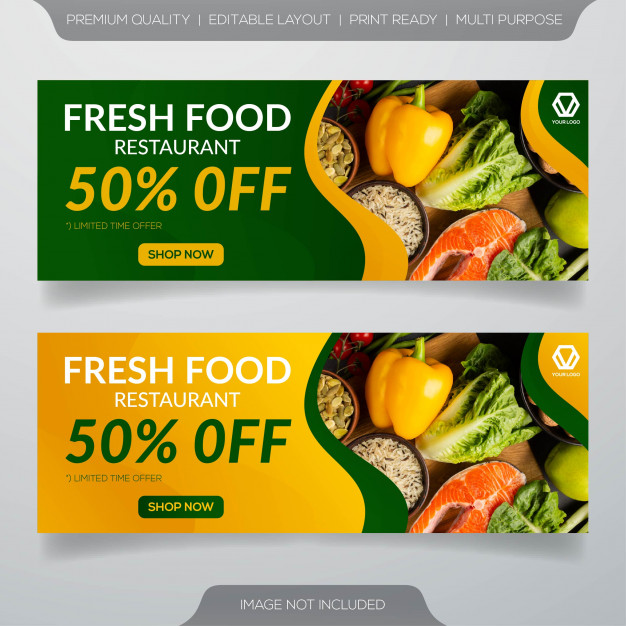 PREMIUM QUALITY | EDITABLE LAYOUT | PRINT READY | MULTI PURPOSE
FRESH FOOD
RESTAURANT
50% OFF
*) LIMITED TIME OFFER
SHOP NOW
YOUR LOGO
FRESH FOOD
RESTAURANT
50% OFF
*) LIMITED TIME OFFER
SHOP NOW
YOUR LOGO
IMAGE NOT INCLUDED